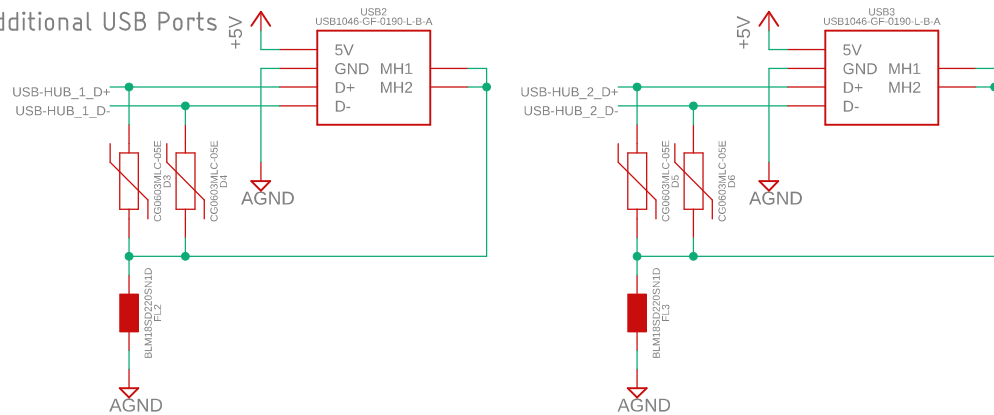 dditional USB Ports
+5V
USB2
USB1046-GF-0190-L-B-A
5V
GND MH1
D+ MH2
D-
USB-HUB_1_D+
USB-HUB_1_D-
CG0603MLC-05E
D3
CG0603MLC-05E
D4
AGND
BLM18SD220SN1D
FL2
AGND
+5V
USB3
USB1046-GF-0190-L-B-A
5V
GND MH1
D+ MH2
D-
USB-HUB_2_D+
USB-HUB_2_D-
CG0603MLC-05E
D5
CG0603MLC-05E
D6
AGND
BLM18SD220SN1D
FL3
AGND